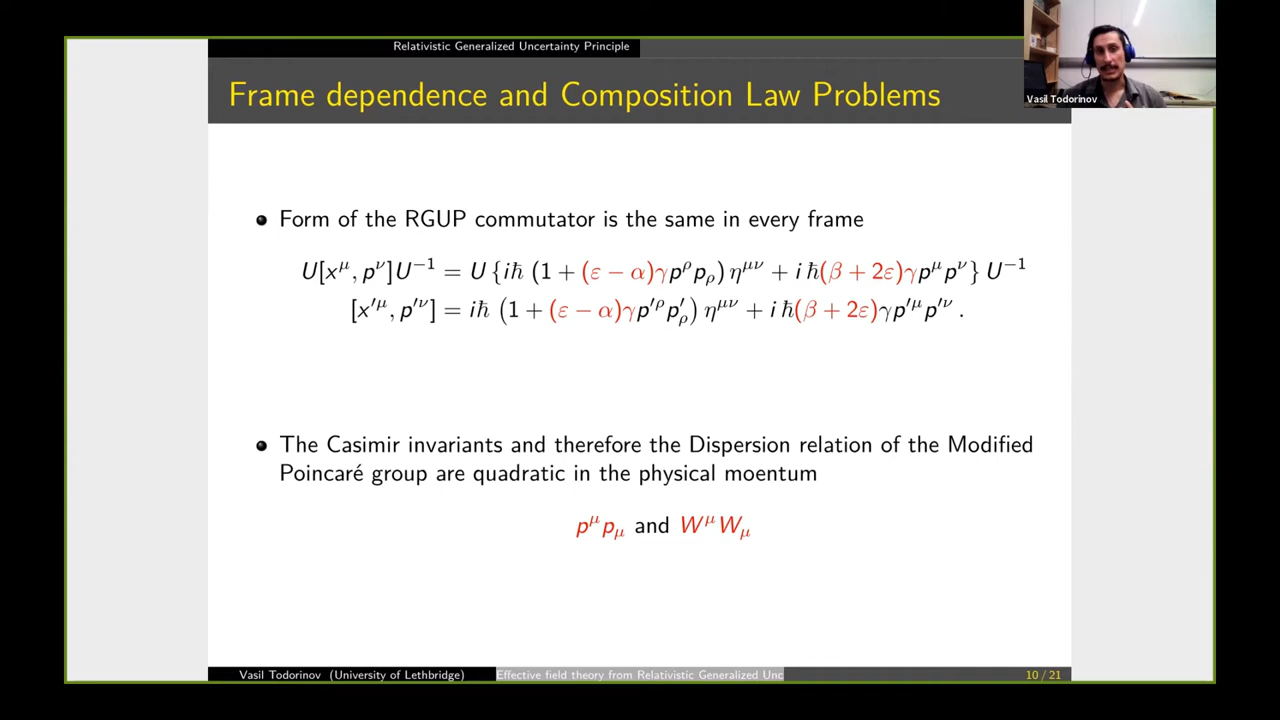 Relativistic Generalized Uncertainty Principle
Frame dependence and Composition Law Problems
Vasil Todorinov
Form of the RGUP commutator is the same in every frame
U[x^μ, p^ν]U⁻¹ = U {iℏ (1 + (ε − α)γp^ρp_ρ) η^μν + i ℏ(β + 2ε)γp^μp^ν} U⁻¹
[x′^μ, p′^ν] = iℏ (1 + (ε − α)γp′^ρp′_ρ) η^μν + i ℏ(β + 2ε)γp′^μp′^ν .
The Casimir invariants and therefore the Dispersion relation of the Modified
Poincaré group are quadratic in the physical moentum
p^μp_μ and W^μW_μ
Vasil Todorinov (University of Lethbridge)
Effective field theory from Relativistic Generalized Unc
10 / 21